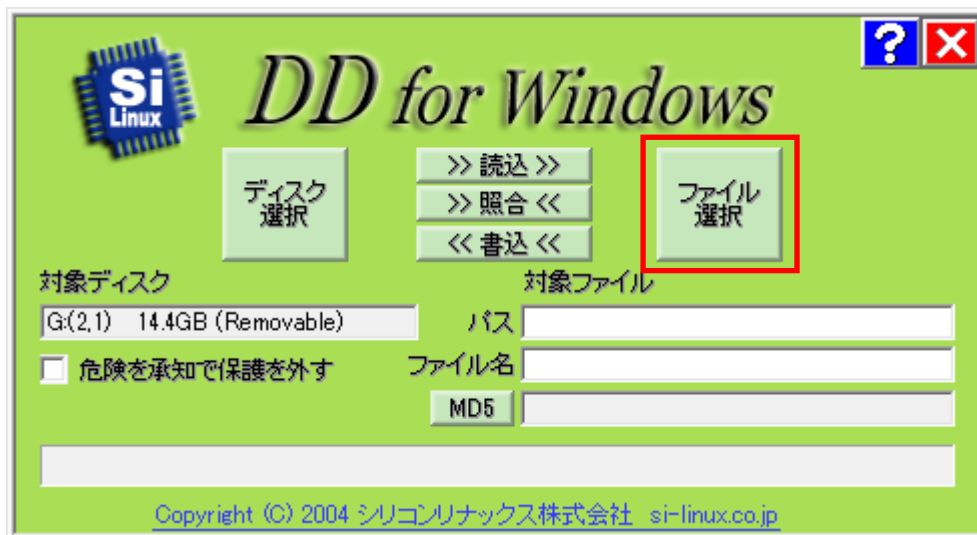 Si
Linux
DD for Windows
?
ディスク
選択
>> 読込 >>
>> 照合 <<
<< 書込 <<
ファイル
選択
対象ディスク
対象ファイル
G:(2,1) 14.4GB (Removable)
パス
危険を承知で保護を外す
ファイル名
MD5
Copyright (C) 2004 シリコンリナックス株式会社 si-linux.co.jp